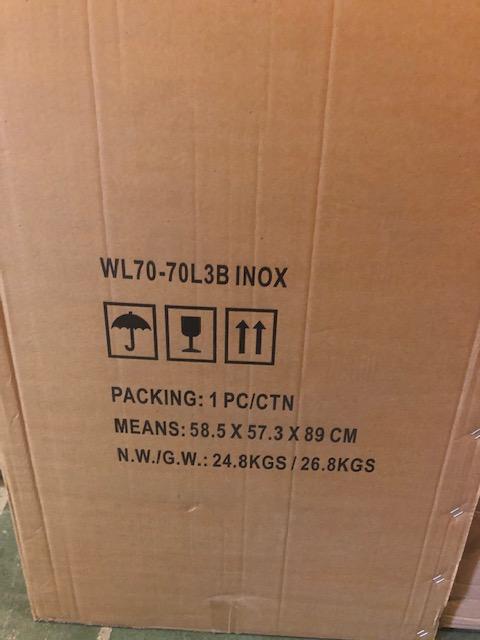 WL70-70L3B INOX
PACKING: 1 PC/CTN
MEANS: 58.5 X 57.3 X 89 CM
N.W./G.W.: 24.8KGS / 26.8KGS